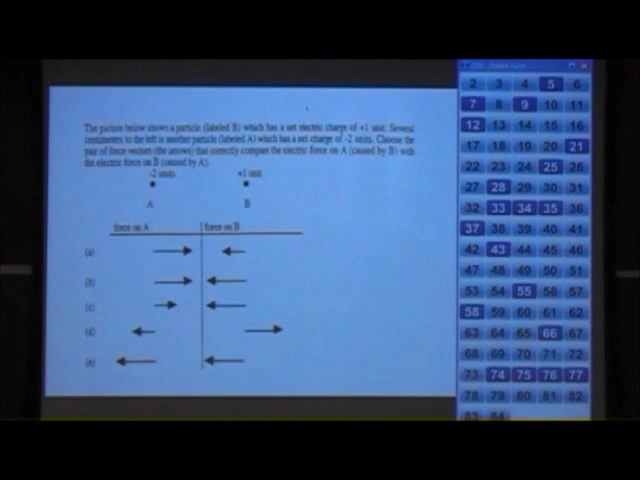 The picture below shows a particle (labeled B) which has a net electric charge of +1 unit. Several
centimeters to the left is another particle (labeled A) which has a net charge of -2 units. Choose the
pair of force vectors (the arrows) that correctly compare the electric force on A (caused by B) with
the electric force on B (caused by A).
-2 units +1 unit
A B
force on A force on B
(a)
(b)
(c)
(d)
(e)
2 3 4 5 6
7 8 9 10 11
12 13 14 15 16
17 18 19 20 21
22 23 24 25 26
27 28 29 30 31
32 33 34 35 36
37 38 39 40 41
42 43 44 45 46
47 48 49 50 51
53 54 55 56 57
58 59 60 61 62
63 64 65 66 67
68 69 70 71 72
73 74 75 76 77
78 79 80 81 82
83 84